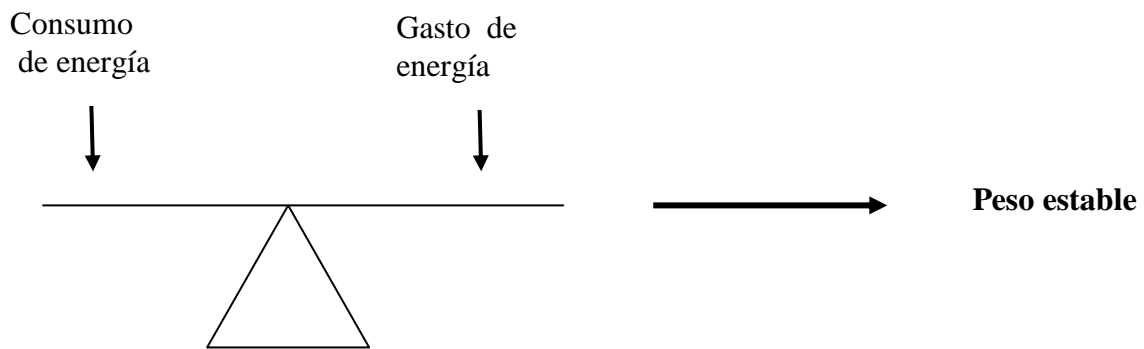 Consumo
de energía
Gasto de
energía
Peso estable